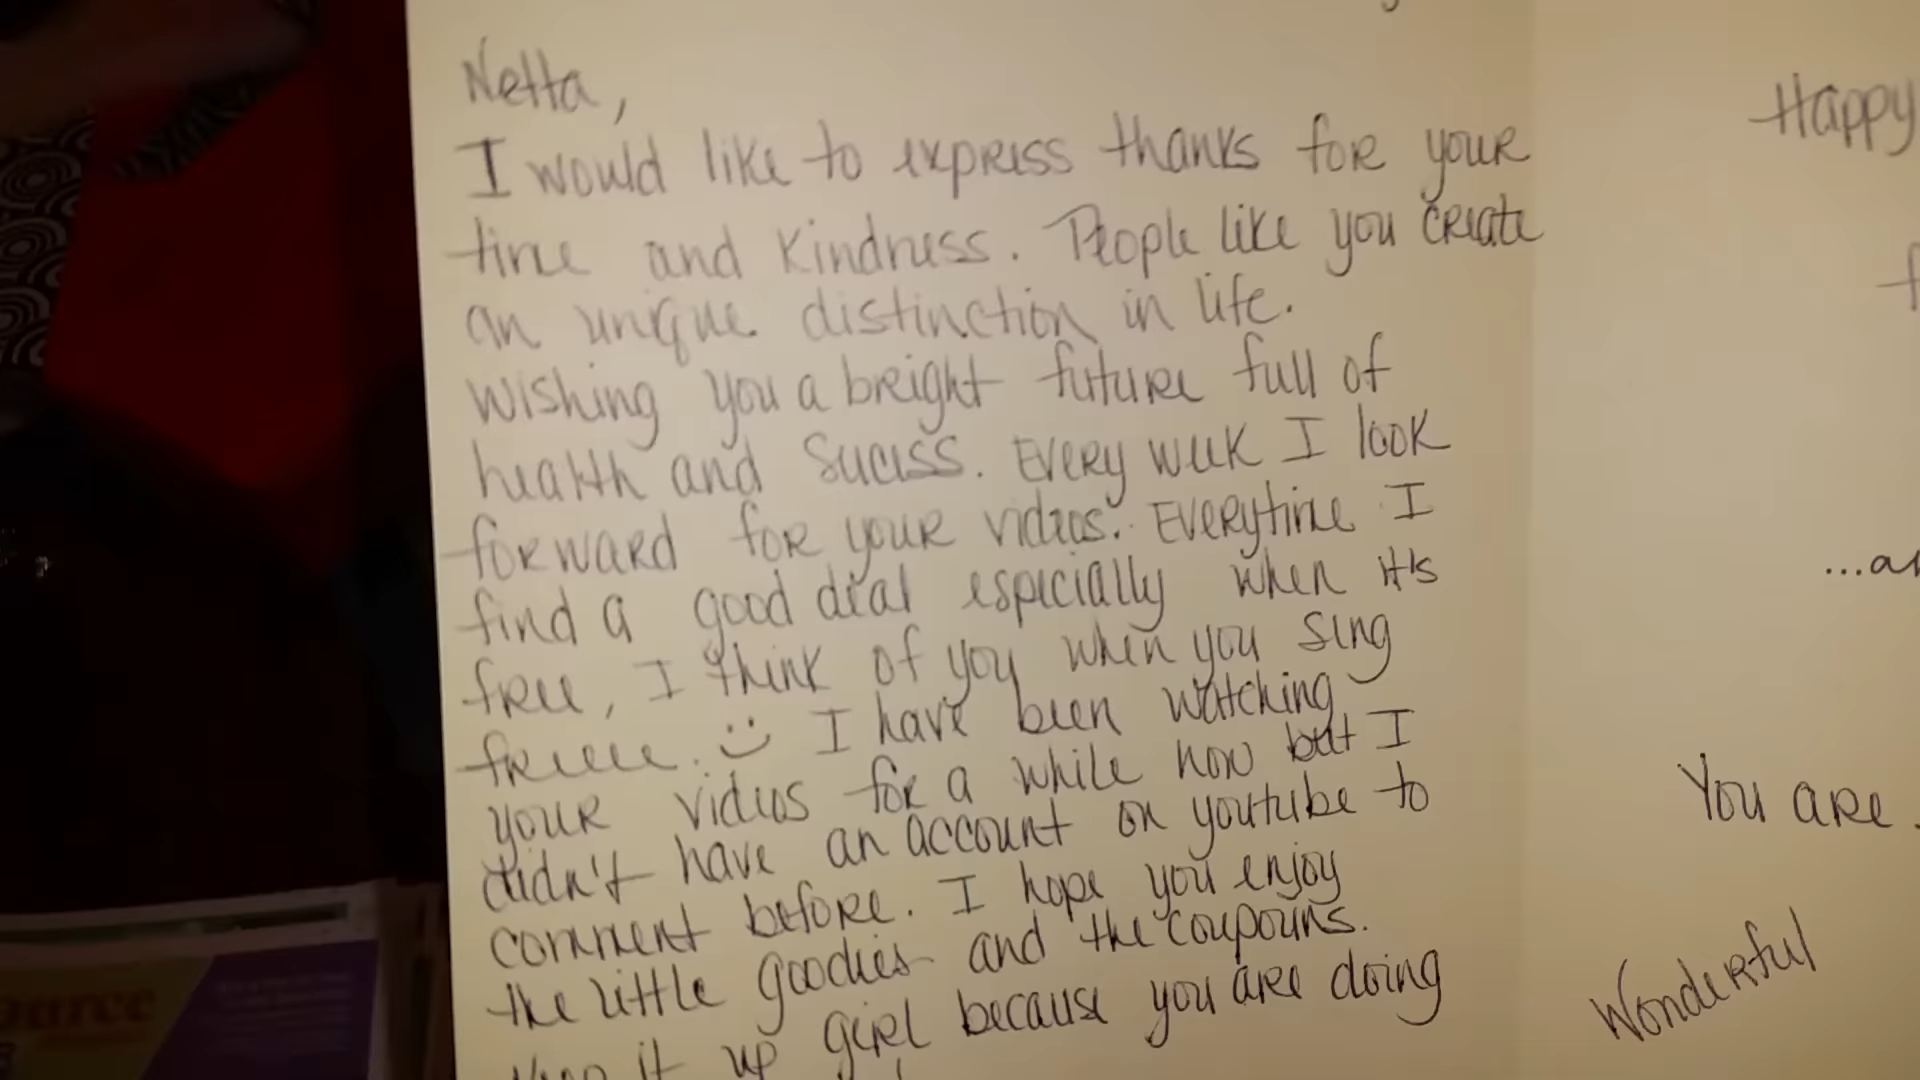 Netta,
I would like to express thanks for your
time and kindness. People like you create
an unique distinction in life.
Wishing you a bright future full of
health and Success. Every week I look
forward for your videos. Everytime I
find a good deal especially when it's
free, I think of you when you sing
freeee. :) I have been watching
your videos for a while now but I
didn't have an account on youtube to
comment before. I hope you enjoy
the little goodies and the coupouns.
it up girl because you are doing
Happy
...an
You are
Wonderful
ource